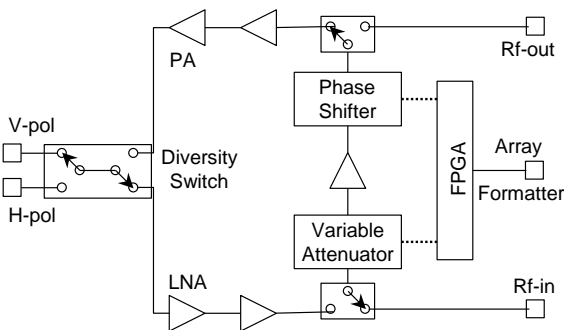 PA
Rf-out
Phase
Shifter
V-pol
Diversity
Switch
H-pol
FPGA
Array
Formatter
Variable
Attenuator
LNA
Rf-in